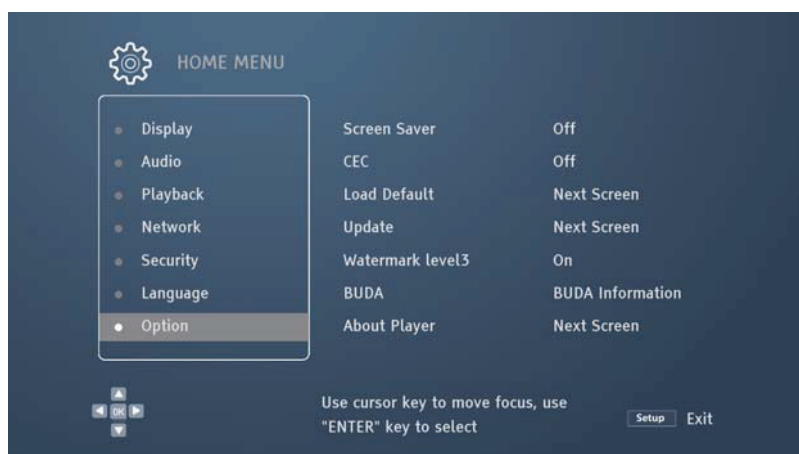 HOME MENU
Display
Audio
Playback
Network
Security
Language
Option
Screen Saver Off
CEC Off
Load Default Next Screen
Update Next Screen
Watermark level3 On
BUDA BUDA Information
About Player Next Screen
OK
Use cursor key to move focus, use
"ENTER" key to select
Setup Exit